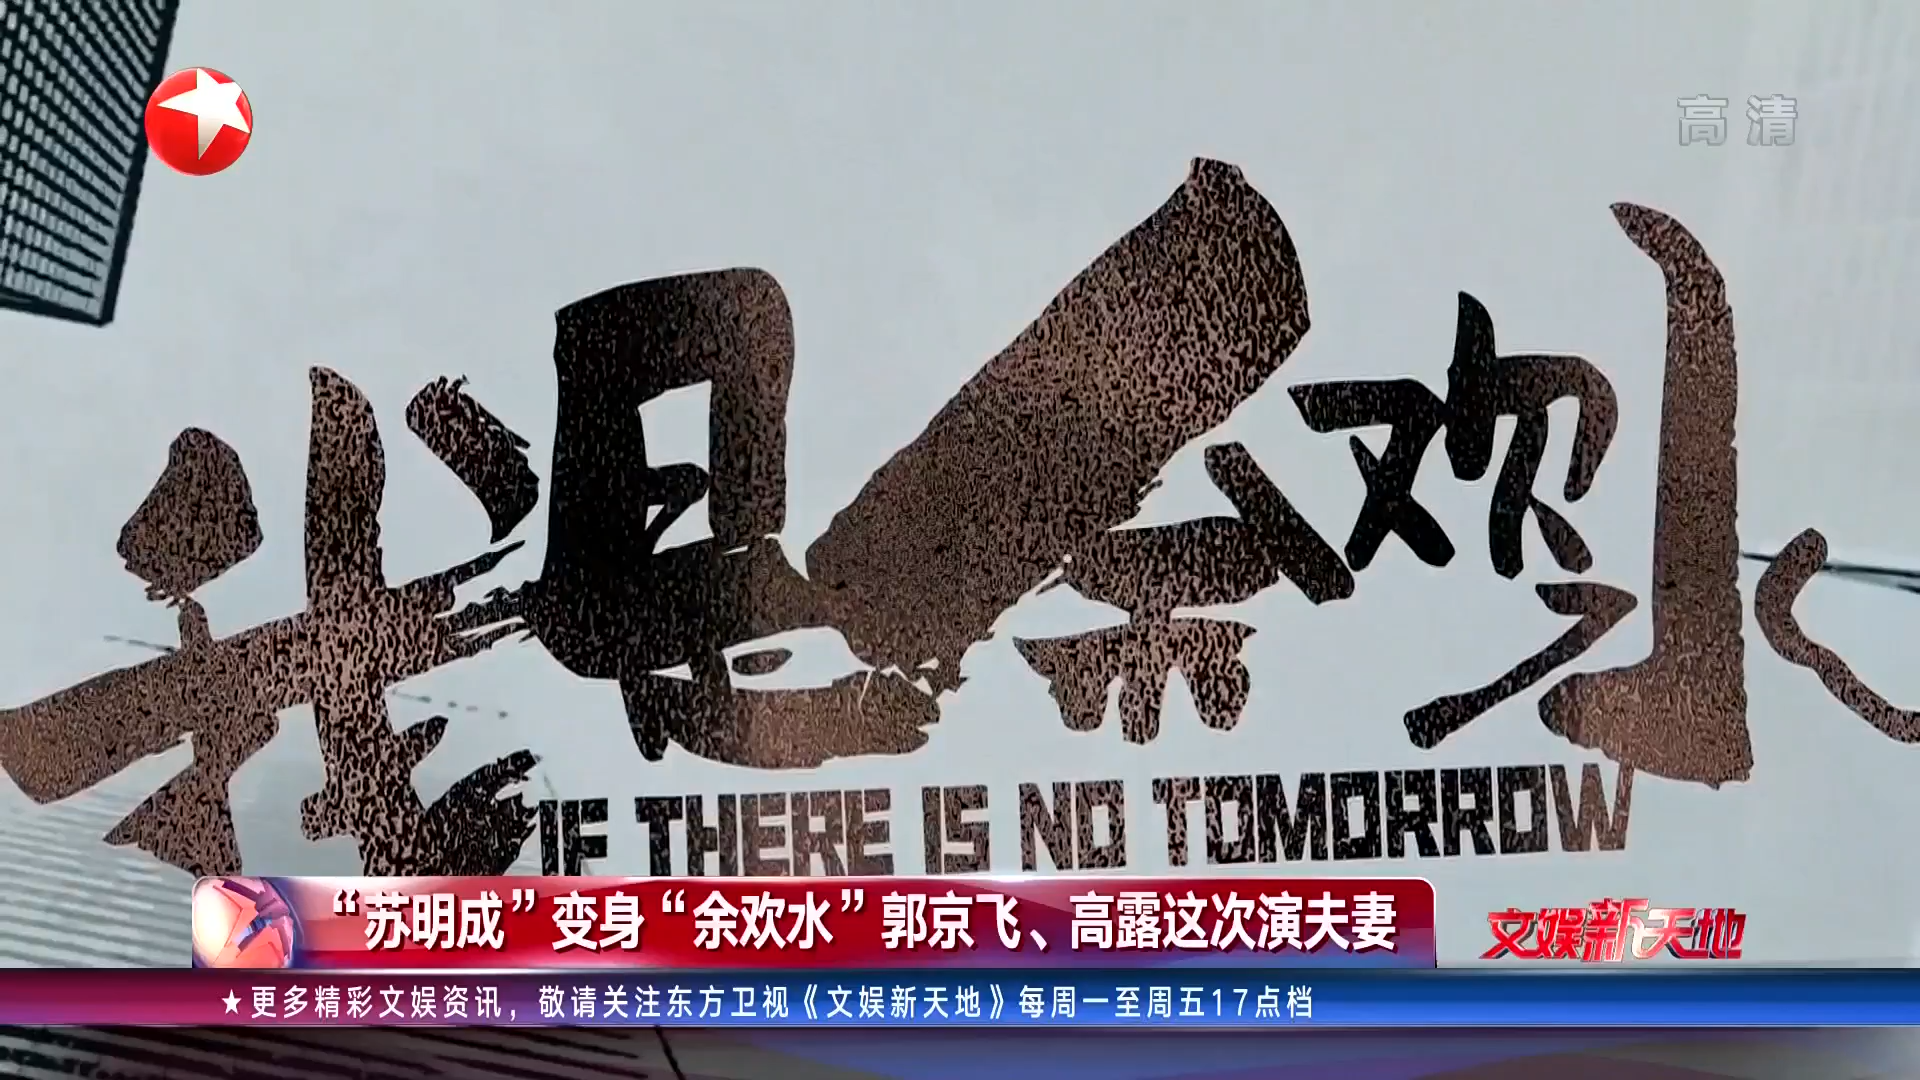 高清
我是余欢水
IF THERE IS NO TOMORROW
“苏明成”变身“余欢水”郭京飞、高露这次演夫妻
文娱新天地
★更多精彩文娱资讯，敬请关注东方卫视《文娱新天地》每周一至周五17点档